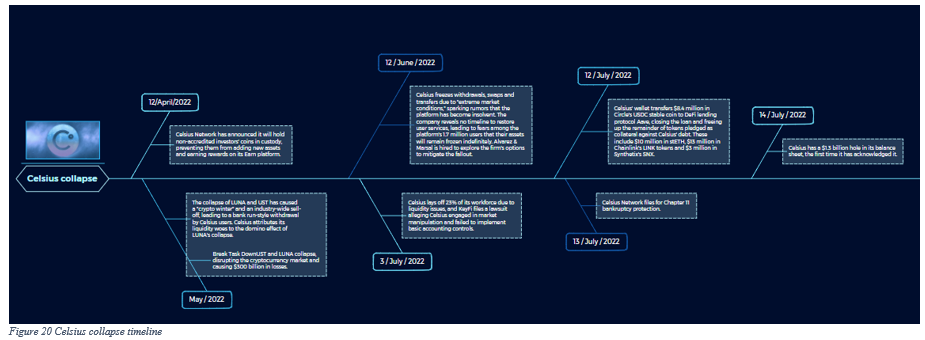 Celsius collapse
12/April/2022
Celsius Network has announced it will hold
non-accredited investors' coins in custody,
preventing them from adding new assets
and earning rewards on its Earn platform.
The collapse of LUNA and UST has caused
a "crypto winter" and an industry-wide sell-
off, leading to a bank run-style withdrawal
by Celsius users. Celsius attributes its
liquidity woes to the domino effect of
LUNA's collapse.
Break Task DownUST and LUNA collapse,
disrupting the cryptocurrency market and
causing $300 billion in losses.
May / 2022
12 / June / 2022
Celsius freezes withdrawals, swaps and
transfers due to "extreme market
conditions," sparking rumors that the
platform has become insolvent. The
company reveals no timeline to restore
user services, leading to fears among the
platform's 1.7 million users that their assets
will remain frozen indefinitely. Alvarez &
Marsal is hired to explore the firm's options
to mitigate the fallout.
Celsius lays off 23% of its workforce due to
liquidity issues, and KeyFi files a lawsuit
alleging Celsius engaged in market
manipulation and failed to implement
basic accounting controls.
3 / July / 2022
12 / July / 2022
Celsius' wallet transfers $8.4 million in
Circle's USDC stable coin to DeFi lending
protocol Aave, closing the loan and freeing
up the remainder of tokens pledged as
collateral against Celsius' debt. These
include $10 million in stETH, $13 million in
Chainlink's LINK tokens and $3 million in
Synthetix's SNX.
Celsius Network files for Chapter 11
bankruptcy protection.
13 / July / 2022
14 / July / 2022
Celsius has a $1.3 billion hole in its balance
sheet, the first time it has acknowledged it.
Figure 20 Celsius collapse timeline